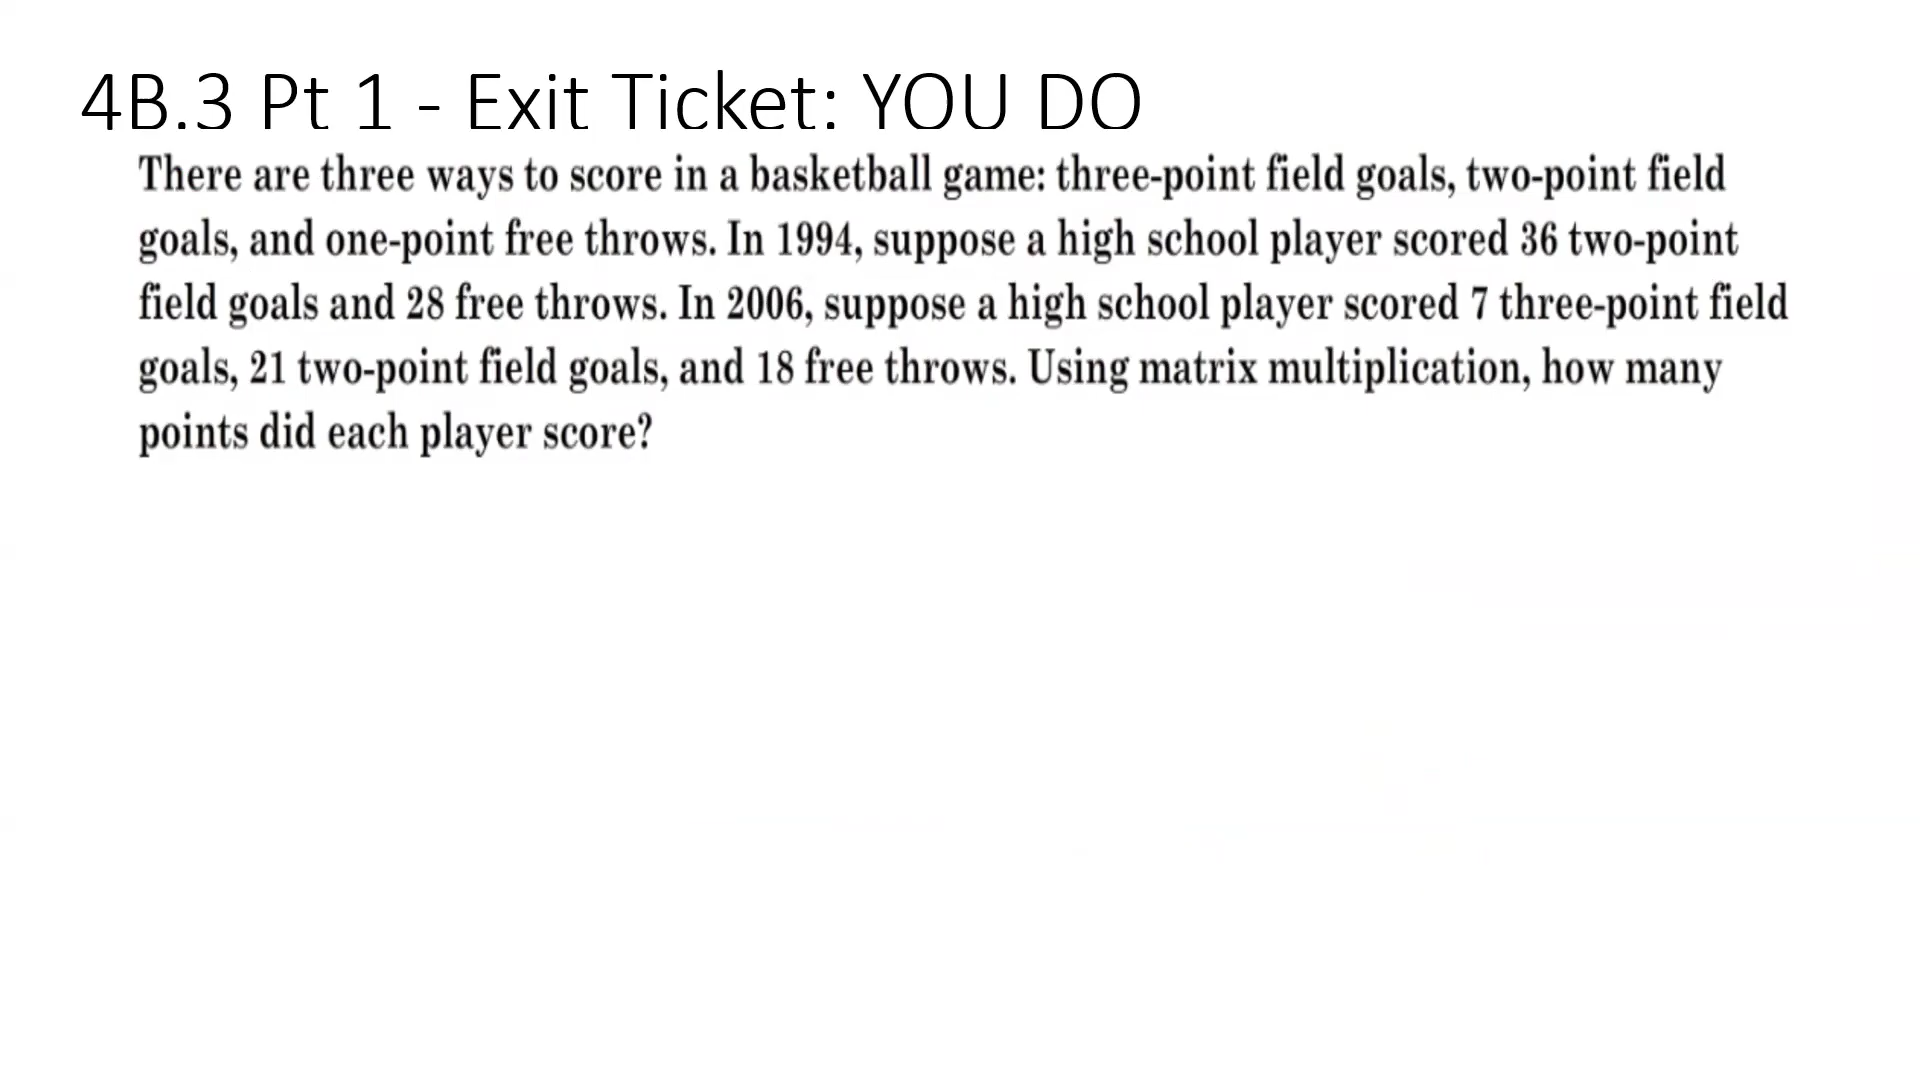 4B.3 Pt 1 - Exit Ticket: YOU DO
There are three ways to score in a basketball game: three-point field goals, two-point field
goals, and one-point free throws. In 1994, suppose a high school player scored 36 two-point
field goals and 28 free throws. In 2006, suppose a high school player scored 7 three-point field
goals, 21 two-point field goals, and 18 free throws. Using matrix multiplication, how many
points did each player score?